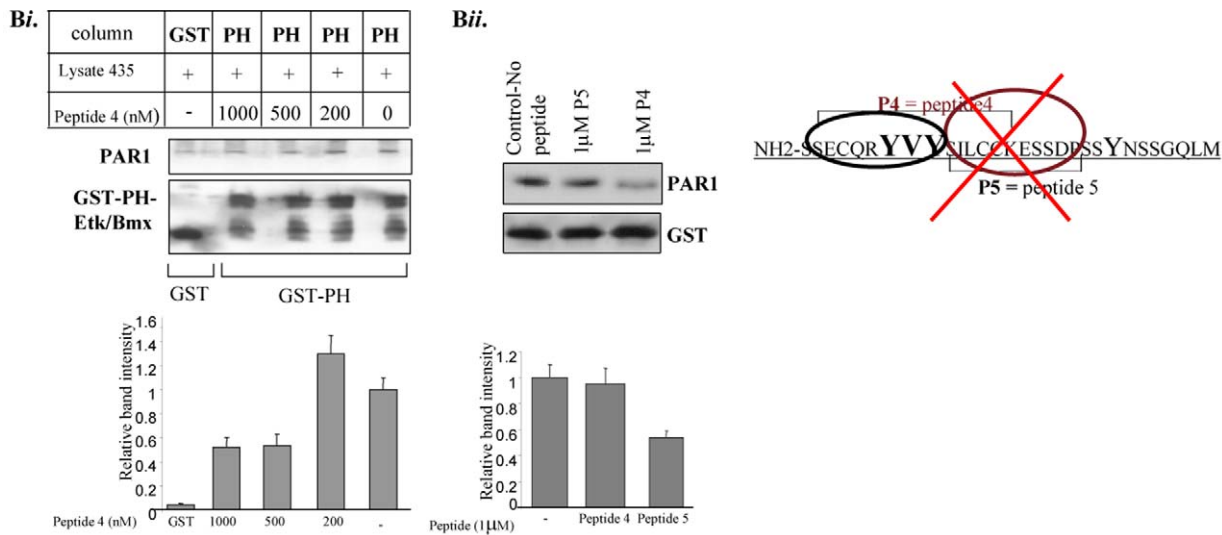 Bi.
column GST PH PH PH PH
Lysate 435 + + + + +
Peptide 4 (nM) - 1000 500 200 0
PAR1
GST-PH-
Etk/Bmx
GST GST-PH
Relative band intensity
1.6
1.4
1.2
1
0.8
0.6
0.4
0.2
0
Peptide 4 (nM) GST 1000 500 200 -
Bii.
Control-No
peptide
1μM P5
1μM P4
PAR1
GST
Relative band intensity
1.2
1
0.8
0.6
0.4
0.2
0
Peptide (1μM) - Peptide 4 Peptide 5
P4 = peptide4
NH2-SSECQRYVYSILCCKESSDPSSYNSSGQLM
P5 = peptide 5